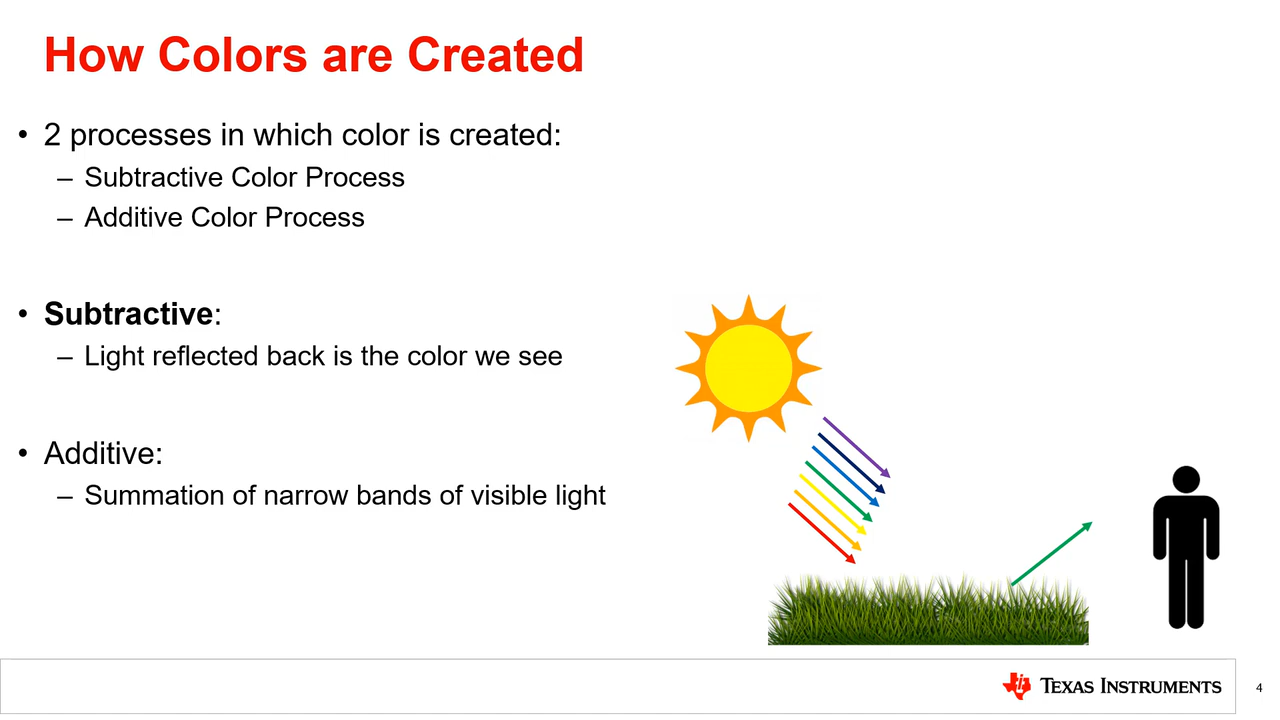 How Colors are Created
• 2 processes in which color is created:
– Subtractive Color Process
– Additive Color Process
• Subtractive:
– Light reflected back is the color we see
• Additive:
– Summation of narrow bands of visible light
TEXAS INSTRUMENTS
4